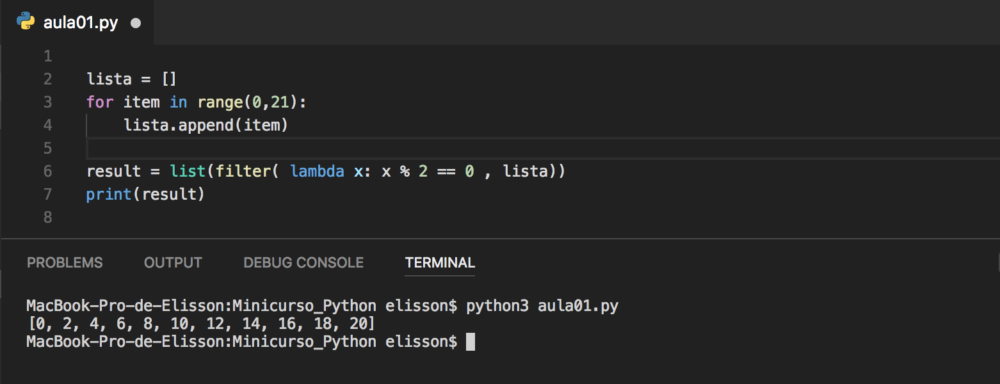 aula01.py
1
2 lista = []
3 for item in range(0,21):
4     lista.append(item)
5
6 result = list(filter( lambda x: x % 2 == 0 , lista))
7 print(result)
8
PROBLEMS OUTPUT DEBUG CONSOLE TERMINAL
MacBook-Pro-de-Elisson:Minicurso_Python elisson$ python3 aula01.py
[0, 2, 4, 6, 8, 10, 12, 14, 16, 18, 20]
MacBook-Pro-de-Elisson:Minicurso_Python elisson$